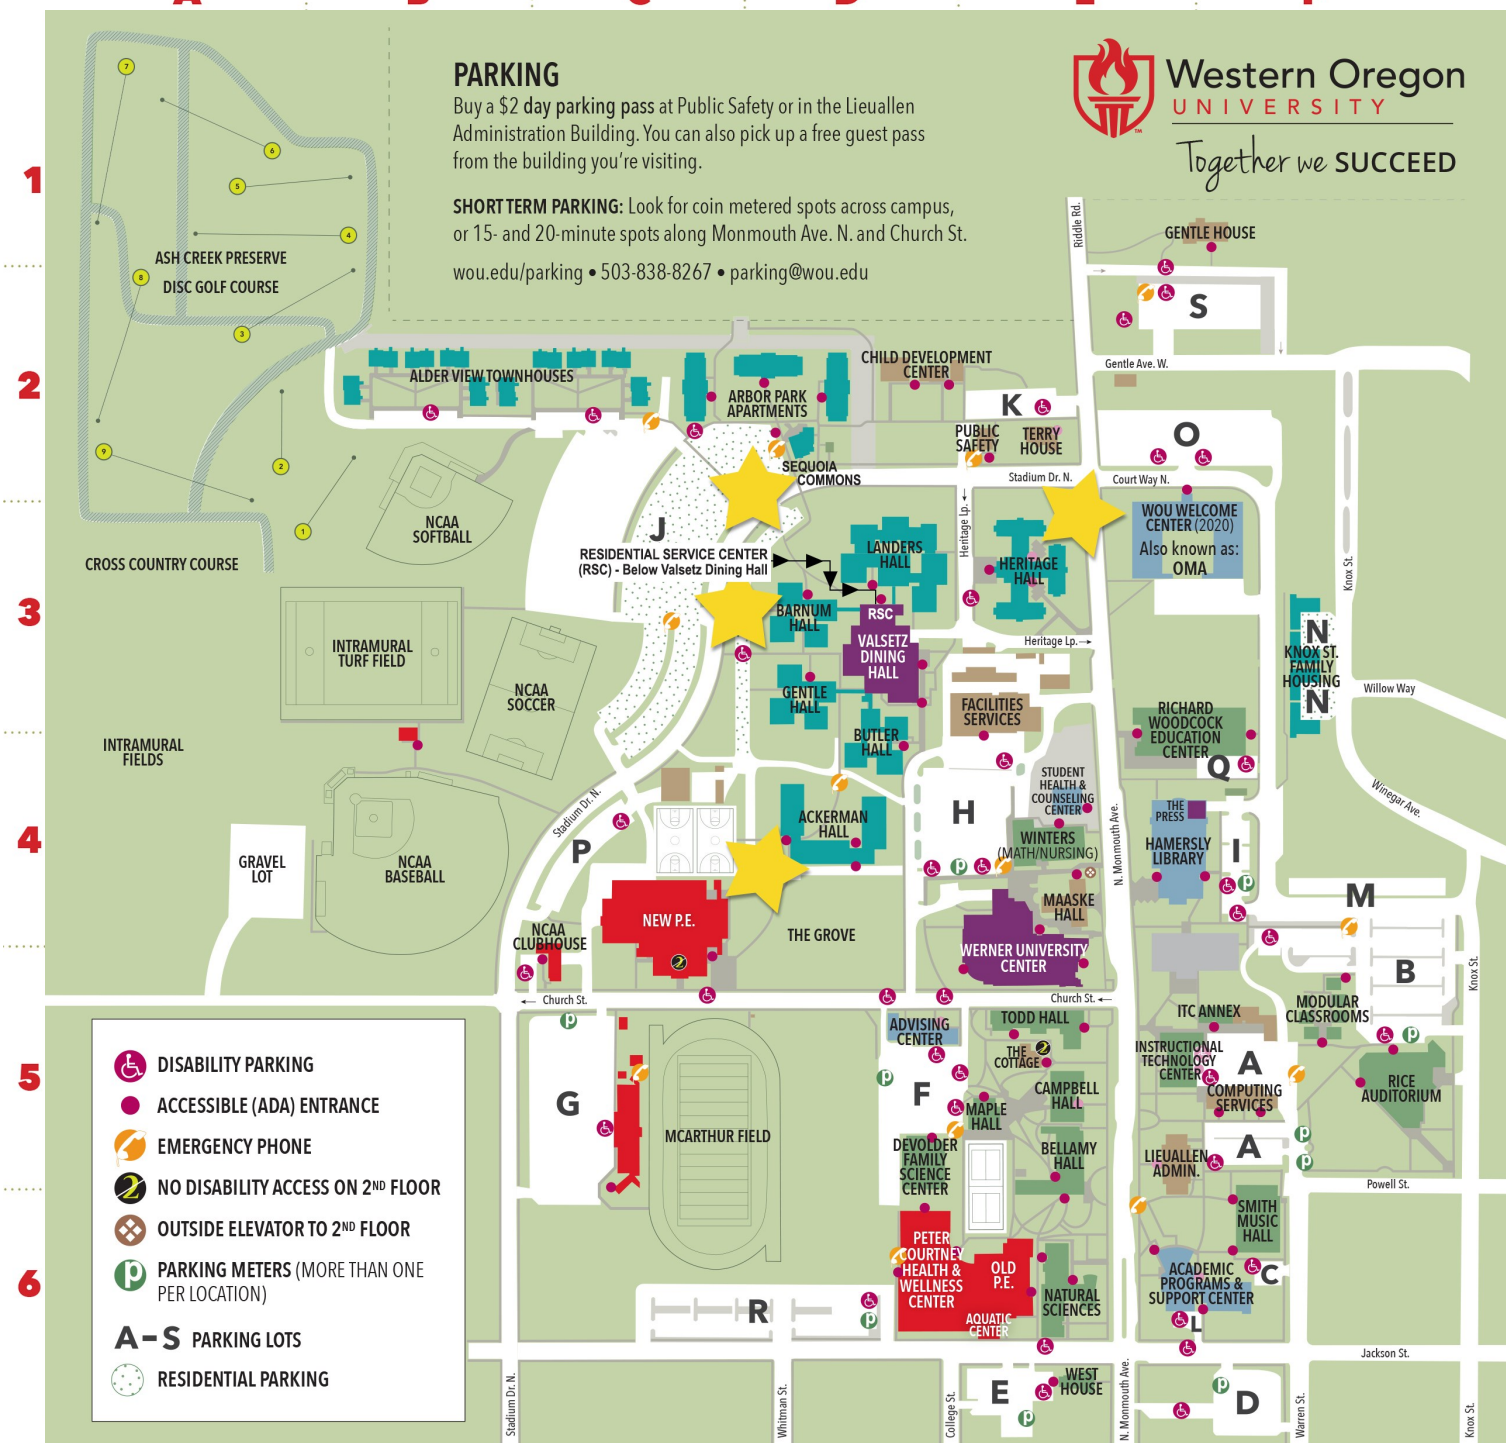 PARKING
Buy a $2 day parking pass at Public Safety or in the Lieuallen
Administration Building. You can also pick up a free guest pass
from the building you're visiting.
SHORT TERM PARKING: Look for coin metered spots across campus,
or 15- and 20-minute spots along Monmouth Ave. N. and Church St.
wou.edu/parking • 503-838-8267 • parking@wou.edu
Western Oregon
UNIVERSITY
Together we SUCCEED
1
2
3
4
5
6
7
6
5
4
8
3
9
2
1
ASH CREEK PRESERVE
DISC GOLF COURSE
CROSS COUNTRY COURSE
Riddle Rd.
GENTLE HOUSE
S
Gentle Ave. W.
ALDER VIEW TOWNHOUSES
ARBOR PARK
APARTMENTS
CHILD DEVELOPMENT
CENTER
K
O
PUBLIC
SAFETY
TERRY
HOUSE
SEQUOIA
COMMONS
Stadium Dr. N.
Court Way N.
NCAA
SOFTBALL
J
RESIDENTIAL SERVICE CENTER
(RSC) - Below Valsetz Dining Hall
LANDERS
HALL
Heritage Lp.
HERITAGE
HALL
WOU WELCOME
CENTER (2020)
Also known as:
OMA
Knox St.
BARNUM
HALL
RSC
VALSETZ
DINING
HALL
Heritage Lp.
N
KNOX ST.
FAMILY
HOUSING
N
Willow Way
INTRAMURAL
TURF FIELD
NCAA
SOCCER
GENTLE
HALL
FACILITIES
SERVICES
BUTLER
HALL
RICHARD
WOODCOCK
EDUCATION
CENTER
Q
INTRAMURAL
FIELDS
STUDENT
HEALTH &
COUNSELING
CENTER
Winegar Ave.
Stadium Dr. N.
H
ACKERMAN
HALL
THE
PRESS
N. Monmouth Ave.
P
WINTERS
(MATH/NURSING)
HAMERSLY
LIBRARY
I
GRAVEL
LOT
NCAA
BASEBALL
MAASKE
HALL
M
NEW P.E.
2
THE GROVE
NCAA
CLUBHOUSE
WERNER UNIVERSITY
CENTER
B
Knox St.
Church St.
Church St.
ADVISING
CENTER
TODD HALL
ITC ANNEX
MODULAR
CLASSROOMS
THE
COTTAGE
2
INSTRUCTIONAL
TECHNOLOGY
CENTER
A
COMPUTING
SERVICES
RICE
AUDITORIUM
G
F
CAMPBELL
HALL
MAPLE
HALL
MCARTHUR FIELD
DEVOLDER
FAMILY
SCIENCE
CENTER
BELLAMY
HALL
A
LIEUALLEN
ADMIN.
Powell St.
SMITH
MUSIC
HALL
PETER
COURTNEY
HEALTH &
WELLNESS
CENTER
OLD
P.E.
AQUATIC
CENTER
NATURAL
SCIENCES
ACADEMIC
PROGRAMS &
SUPPORT CENTER
C
L
R
Jackson St.
E
WEST
HOUSE
D
Stadium Dr. N.
Whitman St.
College St.
N. Monmouth Ave.
Warren St.
Knox St.
DISABILITY PARKING
ACCESSIBLE (ADA) ENTRANCE
EMERGENCY PHONE
2 NO DISABILITY ACCESS ON 2ND FLOOR
OUTSIDE ELEVATOR TO 2ND FLOOR
P PARKING METERS (MORE THAN ONE
PER LOCATION)
A–S PARKING LOTS
RESIDENTIAL PARKING